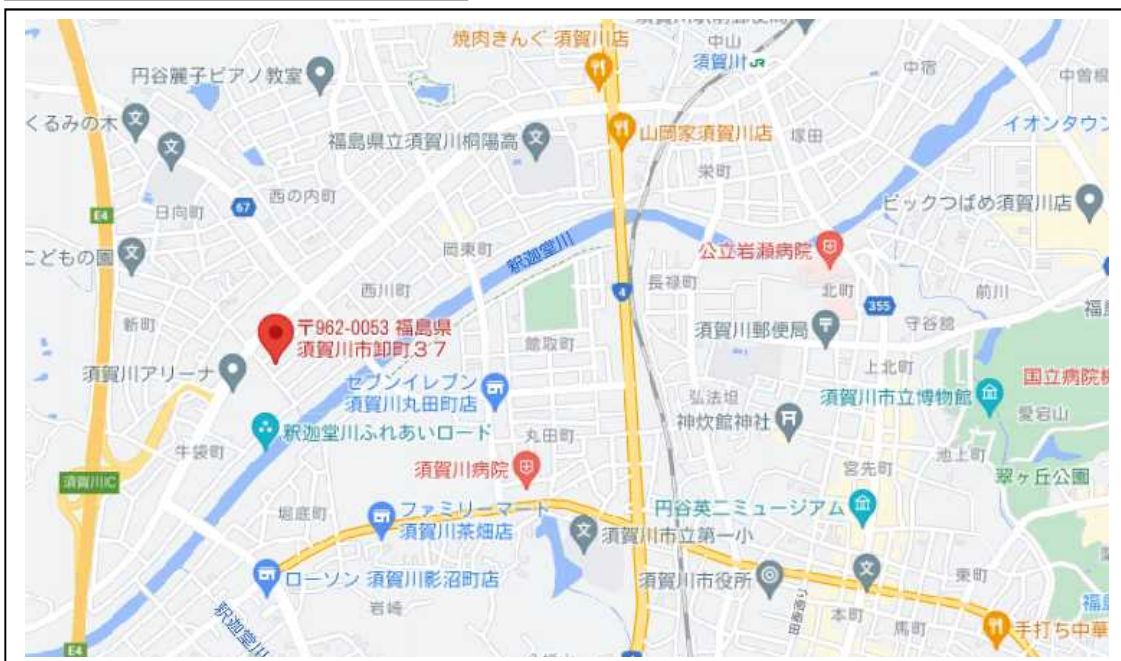 焼肉きんぐ 須賀川店
中山
須賀川 JR
中宿
中曽根
円谷麗子ピアノ教室
くるみの木
福島県立須賀川桐陽高
山岡家須賀川店
塚田
イオンタウン
栄町
西の内町
日向町
67
E4
ビックつばめ須賀川店
こどもの園
岡東町
釈迦堂川
公立岩瀬病院
長禄町
北町
前川
4
355
西川町
新町
〒962-0053 福島県
須賀川市卸町37
館取町
須賀川郵便局
守谷舘
上北町
須賀川アリーナ
セブンイレブン
須賀川丸田町店
弘法坦
須賀川市立博物館
国立病院機
愛宕山
神炊館神社
釈迦堂川ふれあいロード
丸田町
牛袋町
須賀川病院
宮先町
池上町
翠ヶ丘公園
須賀川IC
堀底町
ファミリーマート
須賀川茶畑店
円谷英二ミュージアム
須賀川市立第一小
ローソン 須賀川影沼町店
須賀川市役所
東町
岩崎
釈迦堂川
本町
馬町
手打ち中華
E4
4